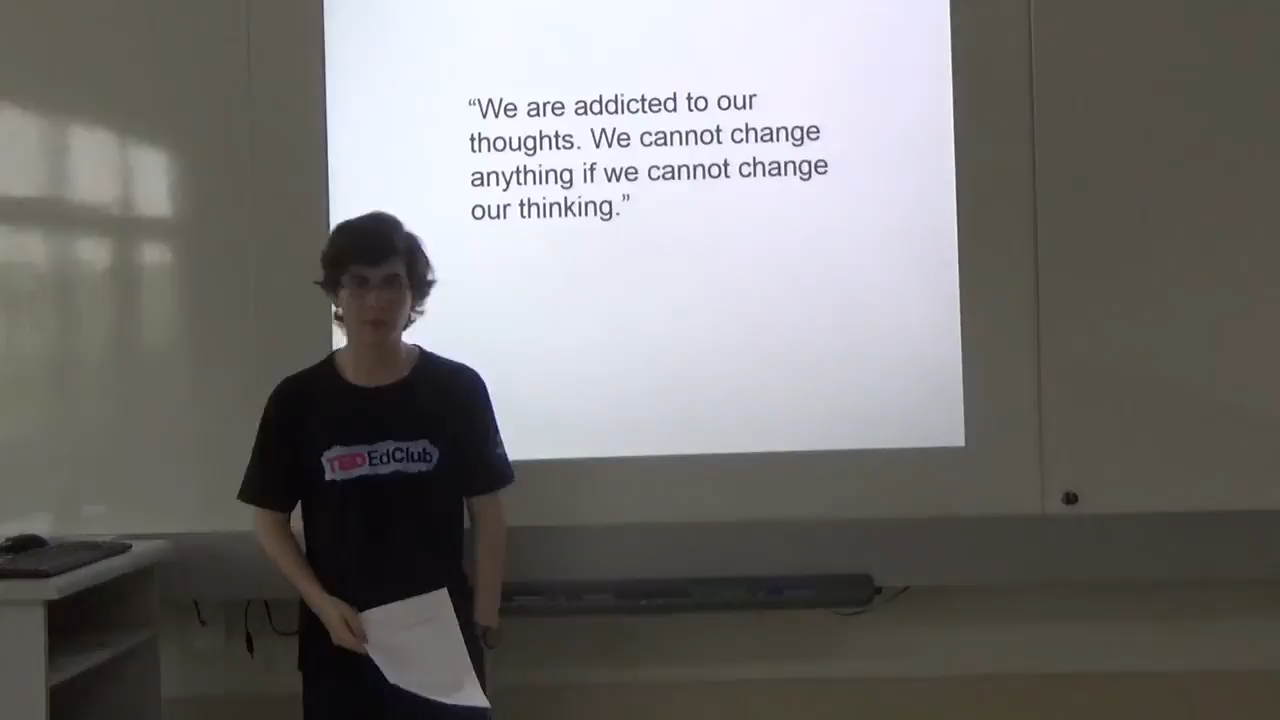 “We are addicted to our
thoughts. We cannot change
anything if we cannot change
our thinking.”
TEDEdClub